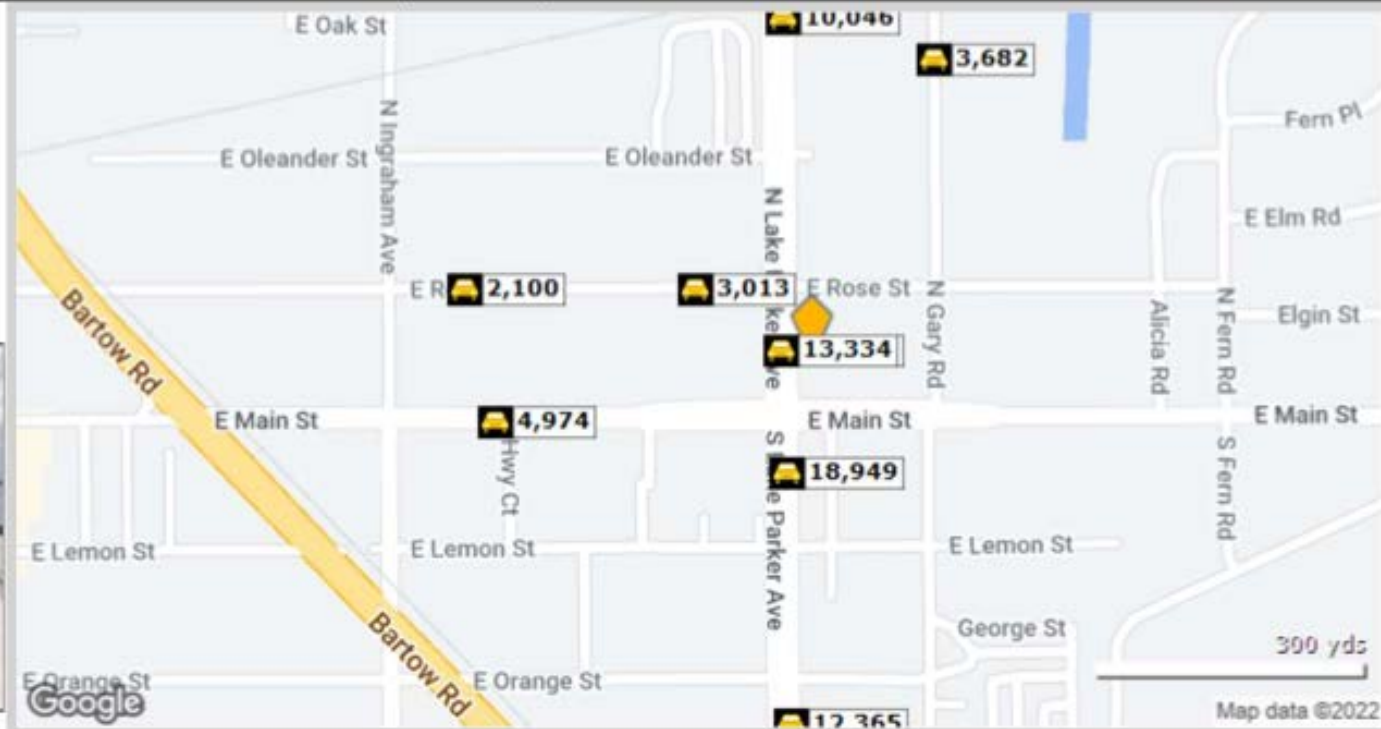 10,046
E Oak St
3,682
N Ingraham Ave
Fern Pl
E Oleander St
E Oleander St
N Lake
E Elm Rd
2,100
3,013
E Rose St
N Gary Rd
Alicia Rd
N Fern Rd
Elgin St
Bartow Rd
13,334
E Main St
4,974
E Main St
E Main St
Hwy Ct
18,949
S Fern Rd
S
Parker Ave
E Lemon St
E Lemon St
E Lemon St
Bartow Rd
George St
300 yds
E Orange St
E Orange St
Google
Map data ©2022
12,365